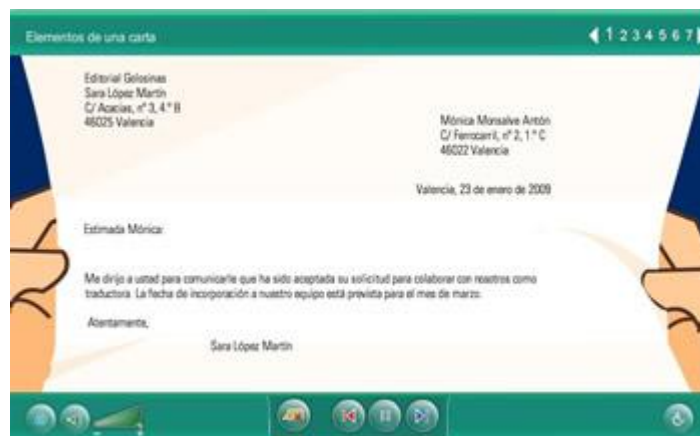 Elementos de una carta
1 2 3 4 5 6 7
Editorial Golosinas
Sara López Martín
C/ Acacias, nº 3, 4.º B
46025 Valencia
Mónica Monsalve Antón
C/ Ferrocarril, nº 2, 1.º C
46022 Valencia
Valencia, 23 de enero de 2009
Estimada Mónica:
Me dirijo a usted para comunicarle que ha sido aceptada su solicitud para colaborar con nosotros como
traductora. La fecha de incorporación a nuestro equipo está prevista para el mes de marzo.
Atentamente,
Sara López Martín